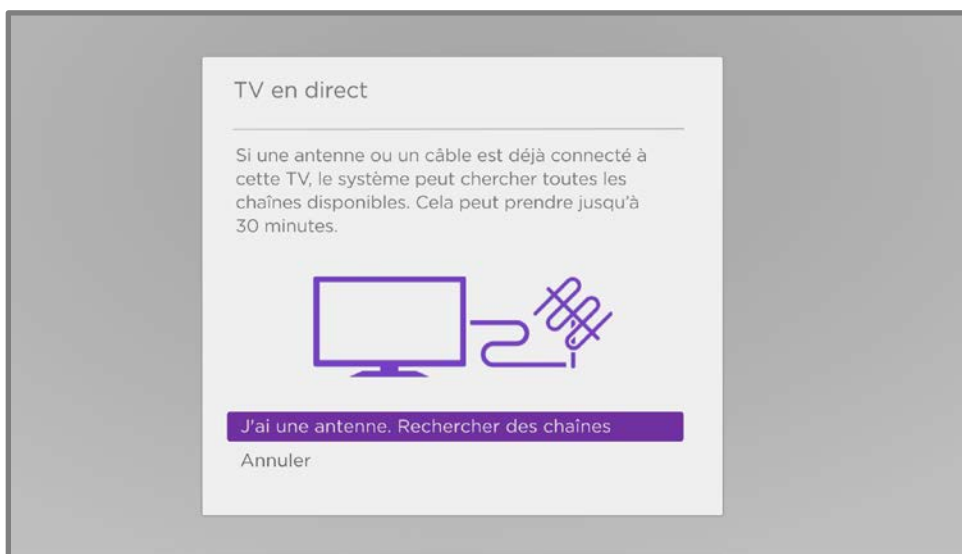 TV en direct
Si une antenne ou un câble est déjà connecté à
cette TV, le système peut chercher toutes les
chaînes disponibles. Cela peut prendre jusqu'à
30 minutes.
J'ai une antenne. Rechercher des chaînes
Annuler